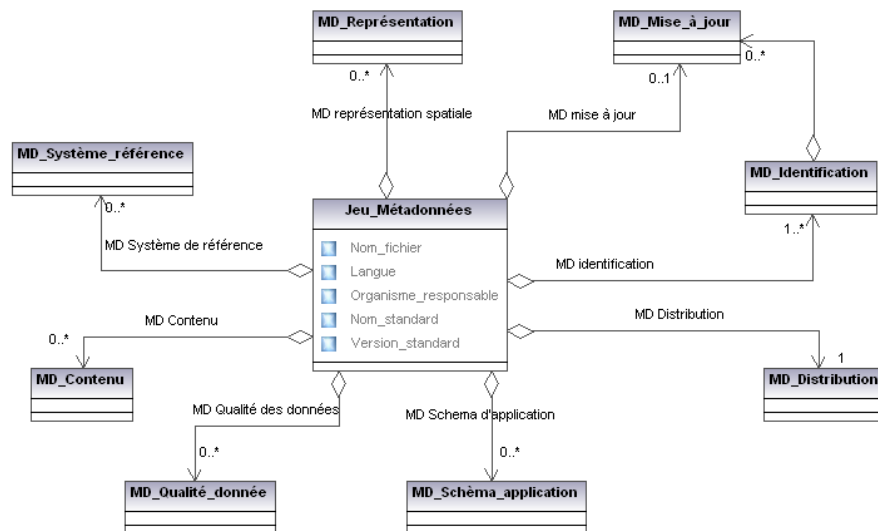 MD_Représentation
MD_Mise_à_jour
0..*
0..1
0..*
MD représentation spatiale
MD mise à jour
MD_Système_référence
MD_Identification
0..*
Jeu_Métadonnées
1..*
MD Système de référence
Nom_fichier
MD identification
Langue
Organisme_responsable
MD Contenu
Nom_standard
MD Distribution
0..*
Version_standard
1
MD_Contenu
MD_Distribution
MD Qualité des données
MD Schema d'application
0..*
0..*
MD_Qualité_donnée
MD_Schèma_application